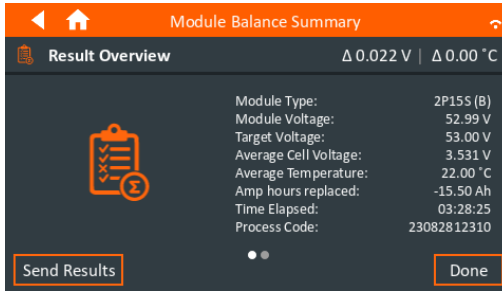 Module Balance Summary
Result Overview
Δ 0.022 V | Δ 0.00 °C
Module Type: 2P15S (B)
Module Voltage: 52.99 V
Target Voltage: 53.00 V
Average Cell Voltage: 3.531 V
Average Temperature: 22.00 °C
Amp hours replaced: -15.50 Ah
Time Elapsed: 03:28:25
Process Code: 23082812310
Σ
Send Results
Done